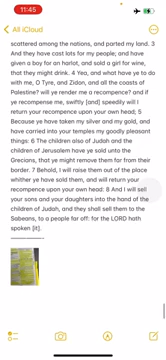 11:45
All iCloud
scattered among the nations, and parted my land. 3
And they have cast lots for my people; and have
given a boy for an harlot, and sold a girl for wine,
that they might drink. 4 Yea, and what have ye to do
with me, O Tyre, and Zidon, and all the coasts of
Palestine? will ye render me a recompence? and if
ye recompense me, swiftly [and] speedily will I
return your recompence upon your own head; 5
Because ye have taken my silver and my gold, and
have carried into your temples my goodly pleasant
things: 6 The children also of Judah and the
children of Jerusalem have ye sold unto the
Grecians, that ye might remove them far from their
border. 7 Behold, I will raise them out of the place
whither ye have sold them, and will return your
recompence upon your own head: 8 And I will sell
your sons and your daughters into the hand of the
children of Judah, and they shall sell them to the
Sabeans, to a people far off: for the LORD hath
spoken [it].